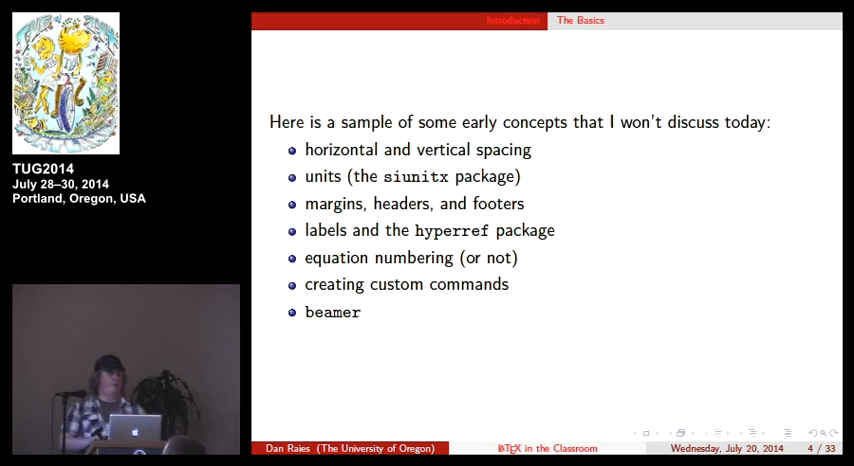 TUG2014
July 28–30, 2014
Portland, Oregon, USA
Introduction The Basics
Here is a sample of some early concepts that I won't discuss today:
horizontal and vertical spacing
units (the siunitx package)
margins, headers, and footers
labels and the hyperref package
equation numbering (or not)
creating custom commands
beamer
Dan Raies (The University of Oregon) LATEX in the Classroom Wednesday, July 20, 2014 4 / 33